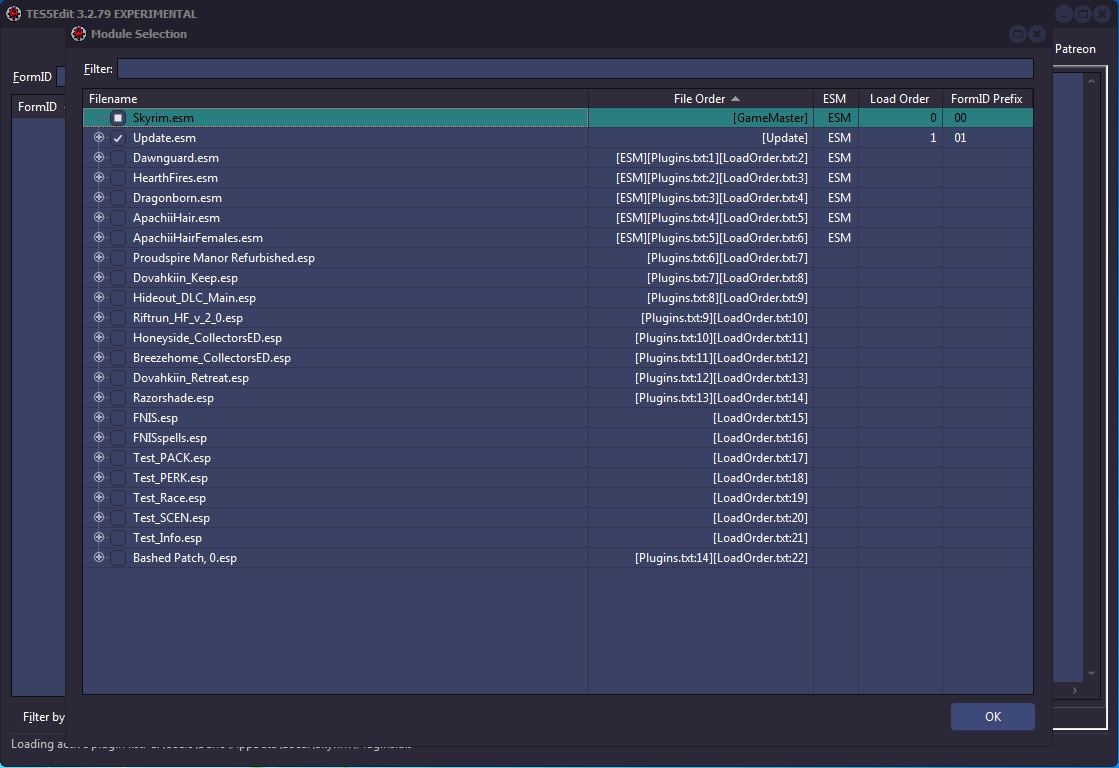 TES5Edit 3.2.79 EXPERIMENTAL
Module Selection
Patreon
Filter:
FormID
FormID
Filename File Order ESM Load Order FormID Prefix
Skyrim.esm [GameMaster] ESM 0 00
Update.esm [Update] ESM 1 01
Dawnguard.esm [ESM][Plugins.txt:1][LoadOrder.txt:2] ESM
HearthFires.esm [ESM][Plugins.txt:2][LoadOrder.txt:3] ESM
Dragonborn.esm [ESM][Plugins.txt:3][LoadOrder.txt:4] ESM
ApachiiHair.esm [ESM][Plugins.txt:4][LoadOrder.txt:5] ESM
ApachiiHairFemales.esm [ESM][Plugins.txt:5][LoadOrder.txt:6] ESM
Proudspire Manor Refurbished.esp [Plugins.txt:6][LoadOrder.txt:7]
Dovahkiin_Keep.esp [Plugins.txt:7][LoadOrder.txt:8]
Hideout_DLC_Main.esp [Plugins.txt:8][LoadOrder.txt:9]
Riftrun_HF_v_2_0.esp [Plugins.txt:9][LoadOrder.txt:10]
Honeyside_CollectorsED.esp [Plugins.txt:10][LoadOrder.txt:11]
Breezehome_CollectorsED.esp [Plugins.txt:11][LoadOrder.txt:12]
Dovahkiin_Retreat.esp [Plugins.txt:12][LoadOrder.txt:13]
Razorshade.esp [Plugins.txt:13][LoadOrder.txt:14]
FNIS.esp [LoadOrder.txt:15]
FNISspells.esp [LoadOrder.txt:16]
Test_PACK.esp [LoadOrder.txt:17]
Test_PERK.esp [LoadOrder.txt:18]
Test_Race.esp [LoadOrder.txt:19]
Test_SCEN.esp [LoadOrder.txt:20]
Test_Info.esp [LoadOrder.txt:21]
Bashed Patch, 0.esp [Plugins.txt:14][LoadOrder.txt:22]
Filter by
OK
Loading active plugin list: